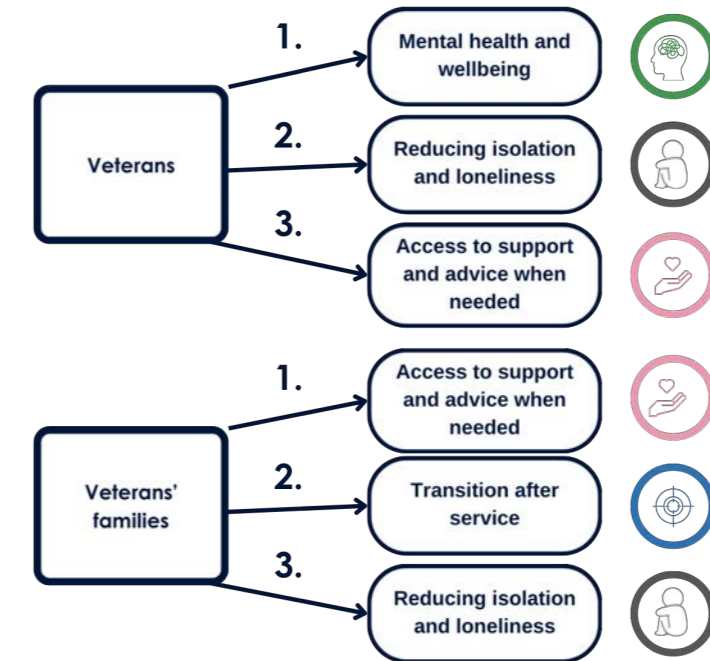 1.
Mental health and
wellbeing
Veterans
2.
Reducing isolation
and loneliness
3.
Access to support
and advice when
needed
1.
Access to support
and advice when
needed
Veterans'
families
2.
Transition after
service
3.
Reducing isolation
and loneliness